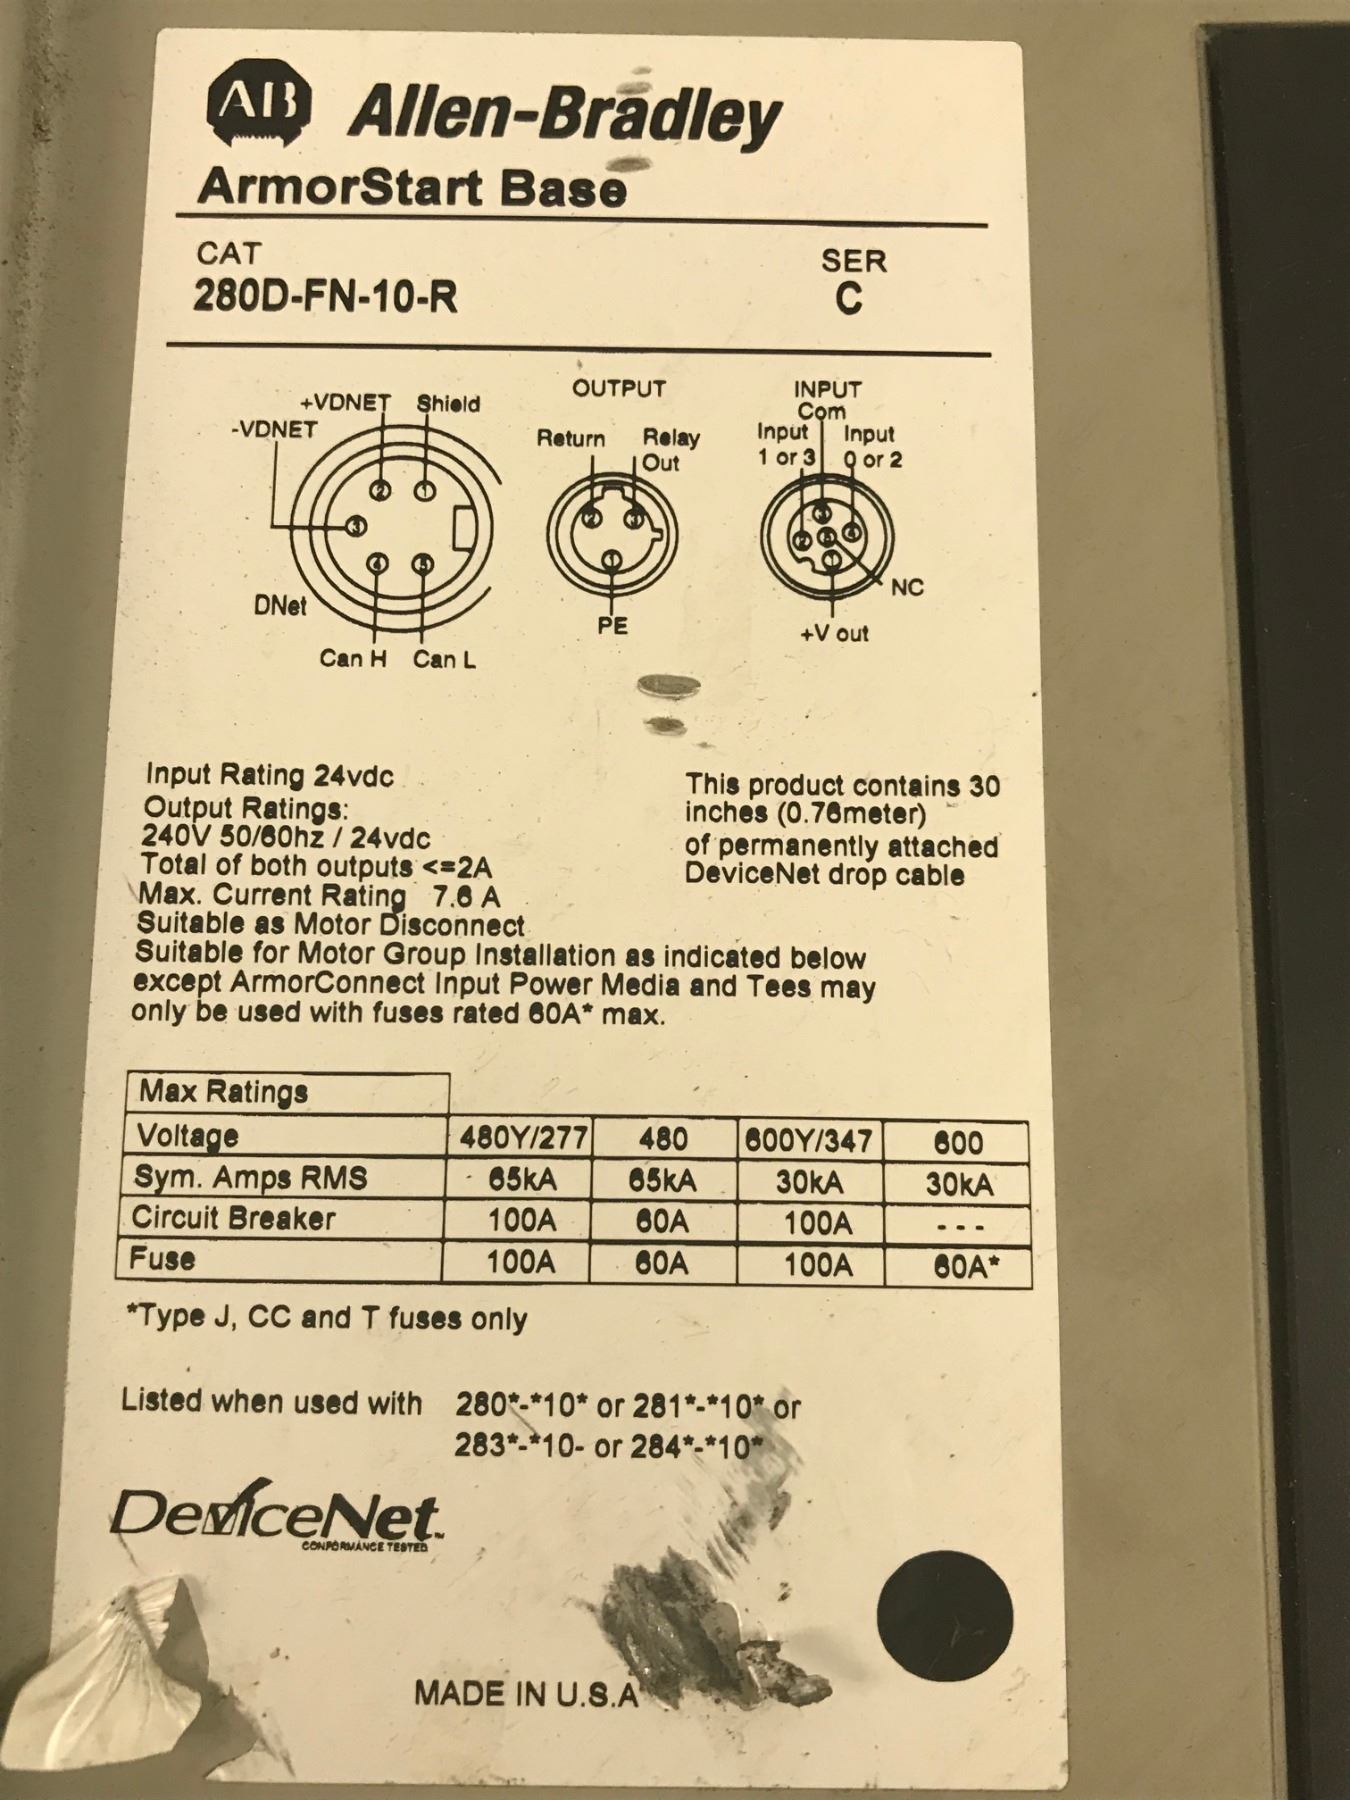 AB Allen-Bradley
ArmorStart Base
CAT
SER
280D-FN-10-R
C
+VDNET Shield
-VDNET
2 1
3
4 5
DNet
Can H Can L
OUTPUT
Return Relay
Out
2 3
1
PE
INPUT
Com
Input Input
1 or 3 0 or 2
3
2 5 4
1
NC
+V out
Input Rating 24vdc
Output Ratings:
240V 50/60hz / 24vdc
Total of both outputs <=2A
Max. Current Rating 7.6 A
Suitable as Motor Disconnect
Suitable for Motor Group Installation as indicated below
except ArmorConnect Input Power Media and Tees may
only be used with fuses rated 60A* max.
This product contains 30
inches (0.76meter)
of permanently attached
DeviceNet drop cable
Max Ratings
Voltage 480Y/277 480 600Y/347 600
Sym. Amps RMS 65kA 65kA 30kA 30kA
Circuit Breaker 100A 60A 100A ---
Fuse 100A 60A 100A 60A*
*Type J, CC and T fuses only
Listed when used with 280*-*10* or 281*-*10* or
283*-*10- or 284*-*10*
DeviceNet™
CONFORMANCE TESTED
MADE IN U.S.A